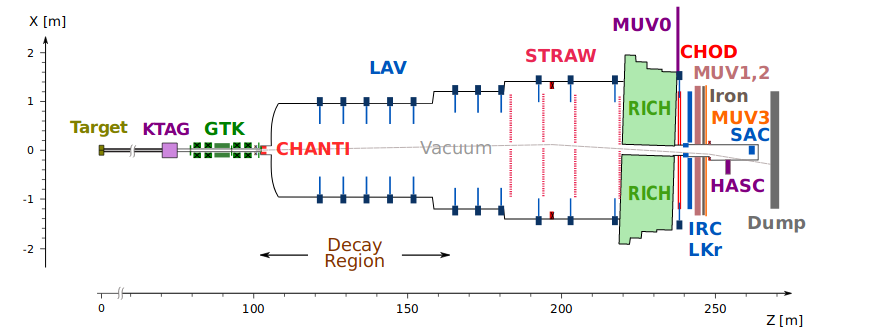 X [m]
MUV0
2
STRAW
CHOD
LAV
MUV1,2
1
RICH
Iron
Target
KTAG
GTK
MUV3
SAC
0
CHANTI
Vacuum
RICH
HASC
-1
Dump
IRC
LKr
-2
Decay
Region
0
100
150
200
250
Z [m]